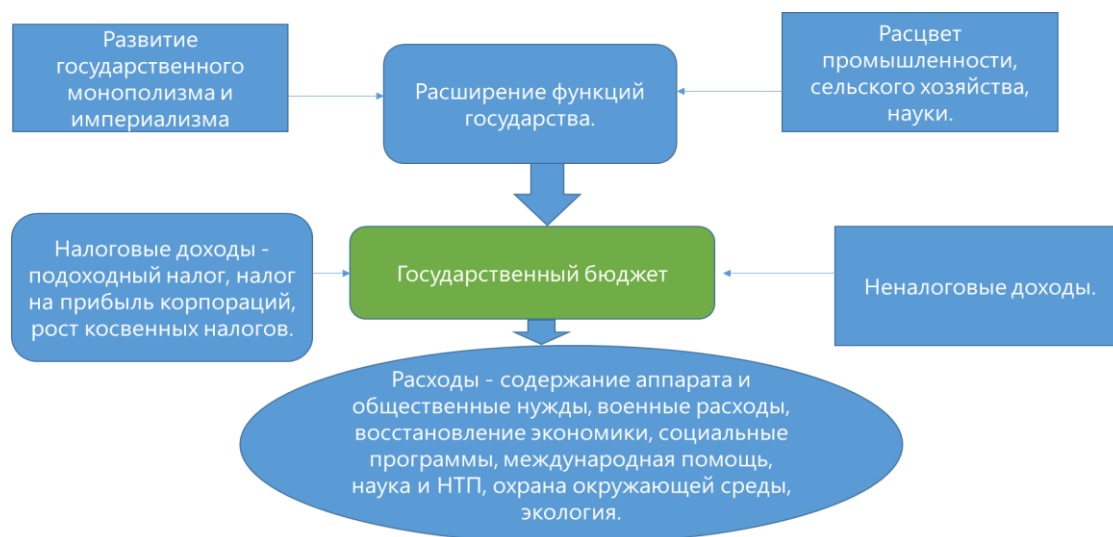 Развитие
государственного
монополизма и
империализма
Расширение функций
государства.
Расцвет
промышленности,
сельского хозяйства,
науки.
Налоговые доходы -
подоходный налог, налог
на прибыль корпораций,
рост косвенных налогов.
Государственный бюджет
Неналоговые доходы.
Расходы - содержание аппарата и
общественные нужды, военные расходы,
восстановление экономики, социальные
программы, международная помощь,
наука и НТП, охрана окружающей среды,
экология.